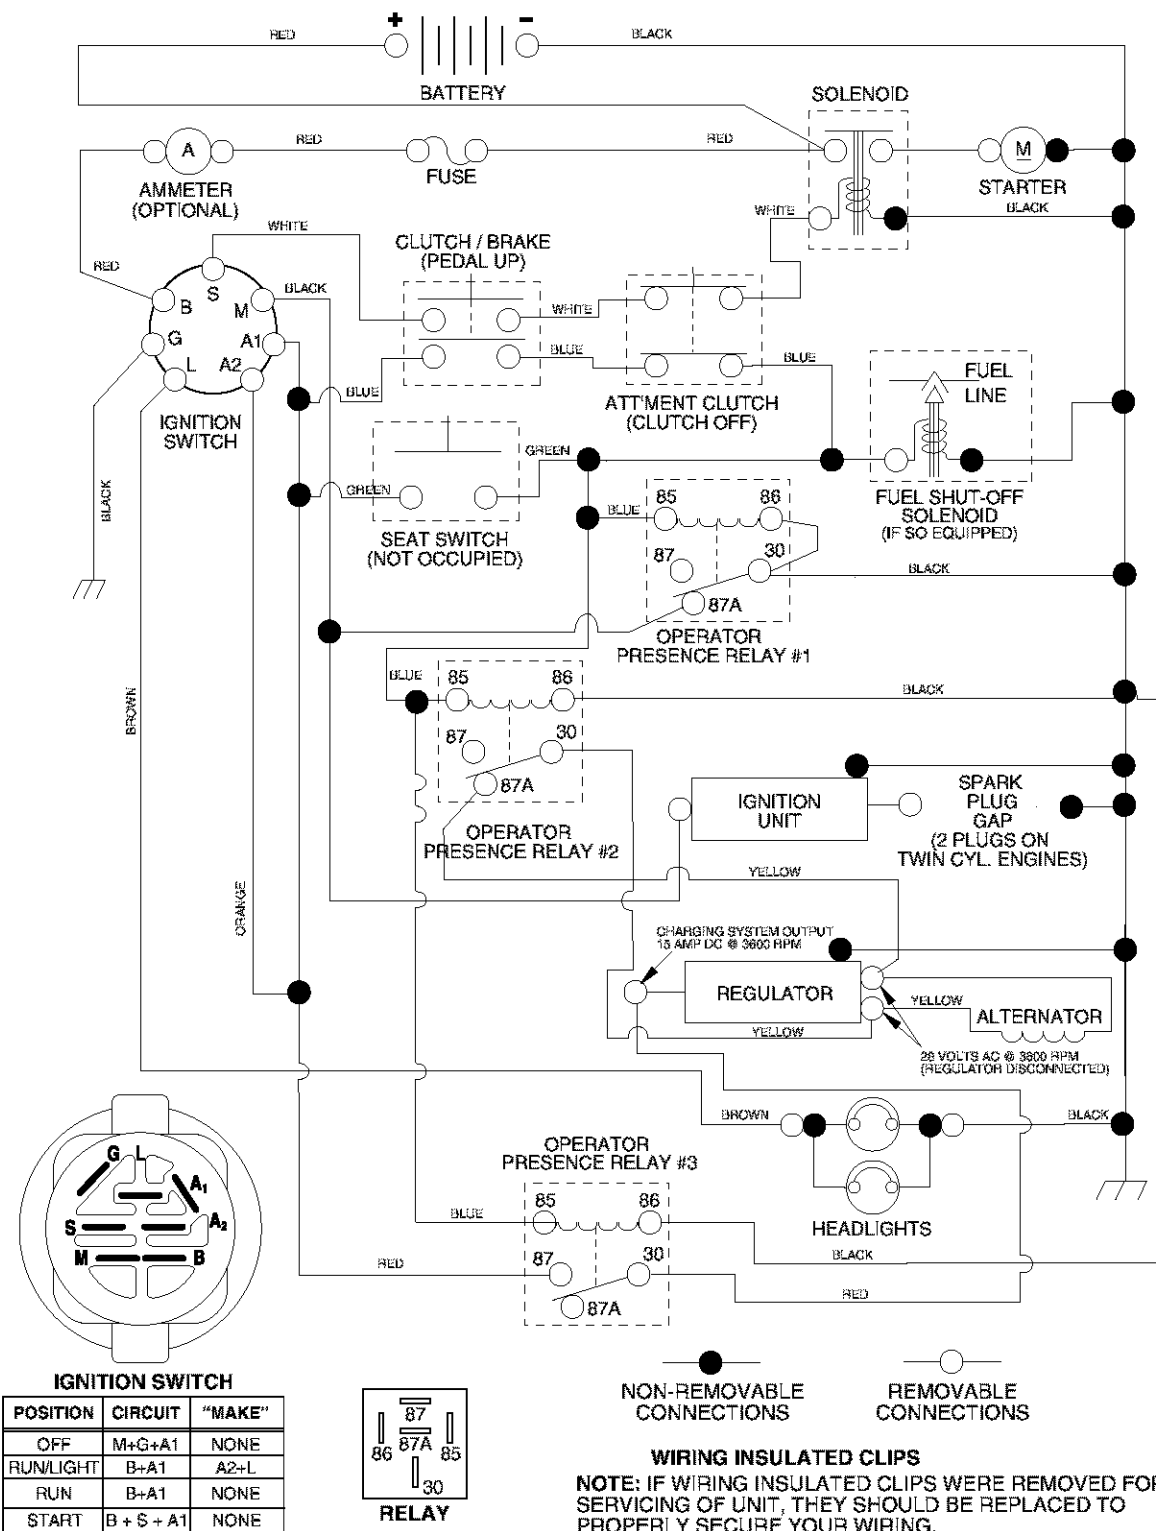 + -
RED
BLACK
BATTERY
SOLENOID
A
RED
FUSE
RED
M
AMMETER
(OPTIONAL)
STARTER
WHITE
BLACK
WHITE
CLUTCH / BRAKE
(PEDAL UP)
RED
S
BLACK
B
M
WHITE
G
A1
L
A2
BLUE
BLUE
FUEL
LINE
BLUE
IGNITION
SWITCH
ATT'MENT CLUTCH
(CLUTCH OFF)
GREEN
GREEN
BLACK
FUEL SHUT-OFF
SOLENOID
(IF SO EQUIPPED)
85
86
BLUE
SEAT SWITCH
(NOT OCCUPIED)
87
30
BLACK
87A
OPERATOR
PRESENCE RELAY #1
BLUE
85
86
BLACK
BROWN
87
30
87A
IGNITION
UNIT
SPARK
PLUG
GAP
(2 PLUGS ON
TWIN CYL. ENGINES)
OPERATOR
PRESENCE RELAY #2
YELLOW
ORANGE
CHARGING SYSTEM OUTPUT
15 AMP DC @ 3600 RPM
REGULATOR
YELLOW
ALTERNATOR
YELLOW
28 VOLTS AC @ 3600 RPM
(REGULATOR DISCONNECTED)
BROWN
BLACK
OPERATOR
PRESENCE RELAY #3
G L
A1
S
A2
M
B
85
86
BLUE
HEADLIGHTS
BLACK
RED
87
30
RED
87A
NON-REMOVABLE
CONNECTIONS
REMOVABLE
CONNECTIONS
IGNITION SWITCH
POSITION CIRCUIT "MAKE"
OFF M+G+A1 NONE
RUN/LIGHT B+A1 A2+L
RUN B+A1 NONE
START B + S + A1 NONE
87
86
87A
85
30
RELAY
WIRING INSULATED CLIPS
NOTE: IF WIRING INSULATED CLIPS WERE REMOVED FOR
SERVICING OF UNIT, THEY SHOULD BE REPLACED TO
PROPERLY SECURE YOUR WIRING.